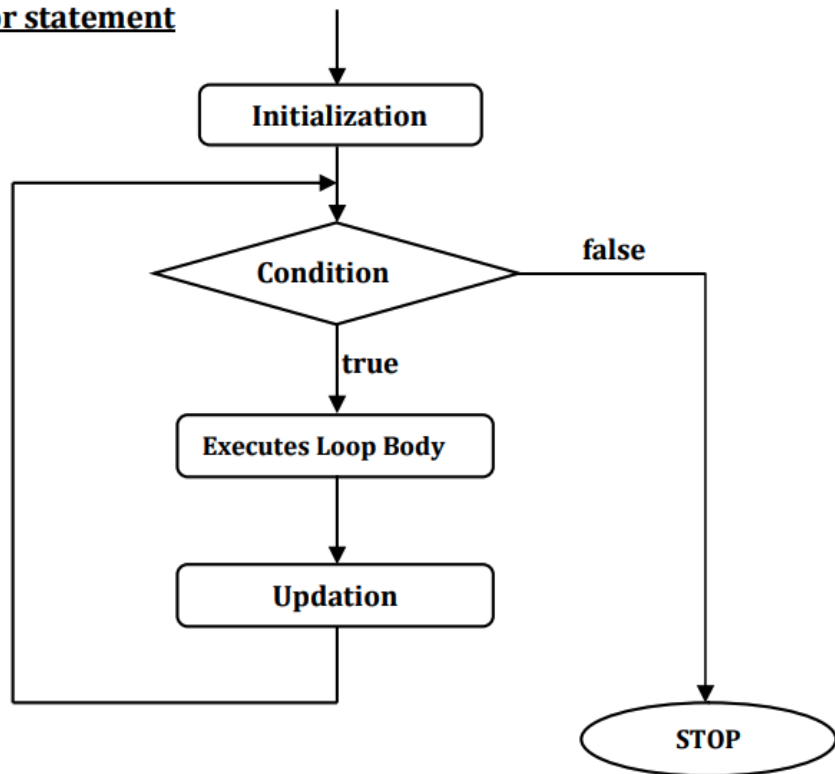 or statement
Initialization
Condition
false
true
Executes Loop Body
Updation
STOP